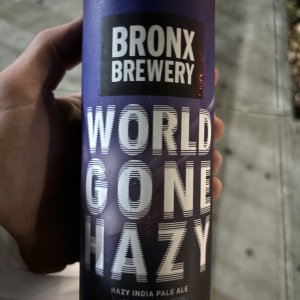 BRONX
BREWERY
WORLD
GONE
HAZY
HAZY INDIA PALE ALE